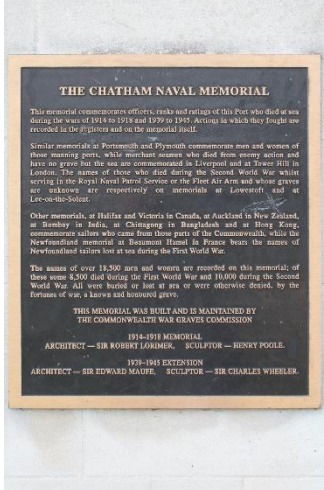 THE CHATHAM NAVAL MEMORIAL
This memorial commemorates officers, ranks and ratings of this Port who died at sea
during the wars of 1914 to 1918 and 1939 to 1945. Actions in which they fought are
recorded in the registers and on the memorial itself.
Similar memorials at Portsmouth and Plymouth commemorate men and women of
those manning ports, while merchant seamen who died from enemy action and
have no grave but the sea are commemorated in Liverpool and at Tower Hill in
London. The names of those who died during the Second World War whilst
serving in the Royal Naval Patrol Service or the Fleet Air Arm and whose graves
are unknown are respectively on memorials at Lowestoft and at
Lee-on-the-Solent.
Other memorials, at Halifax and Victoria in Canada, at Auckland in New Zealand,
at Bombay in India, at Chittagong in Bangladesh and at Hong Kong,
commemorate sailors who came from those parts of the Commonwealth, while the
Newfoundland memorial at Beaumont Hamel in France bears the names of
Newfoundland sailors lost at sea during the First World War.
The names of over 18,500 men and women are recorded on this memorial; of
these some 8,500 died during the First World War and 10,000 during the Second
World War. All were buried or lost at sea or were otherwise denied, by the
fortunes of war, a known and honoured grave.
THIS MEMORIAL WAS BUILT AND IS MAINTAINED BY
THE COMMONWEALTH WAR GRAVES COMMISSION
1914–1918 MEMORIAL
ARCHITECT — SIR ROBERT LORIMER, SCULPTOR — HENRY POOLE.
1939–1945 EXTENSION
ARCHITECT — SIR EDWARD MAUFE, SCULPTOR — SIR CHARLES WHEELER.